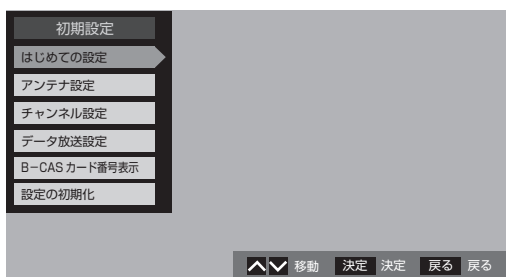 初期設定
はじめての設定
アンテナ設定
チャンネル設定
データ放送設定
B-CASカード番号表示
設定の初期化
移動 決定 決定 戻る 戻る